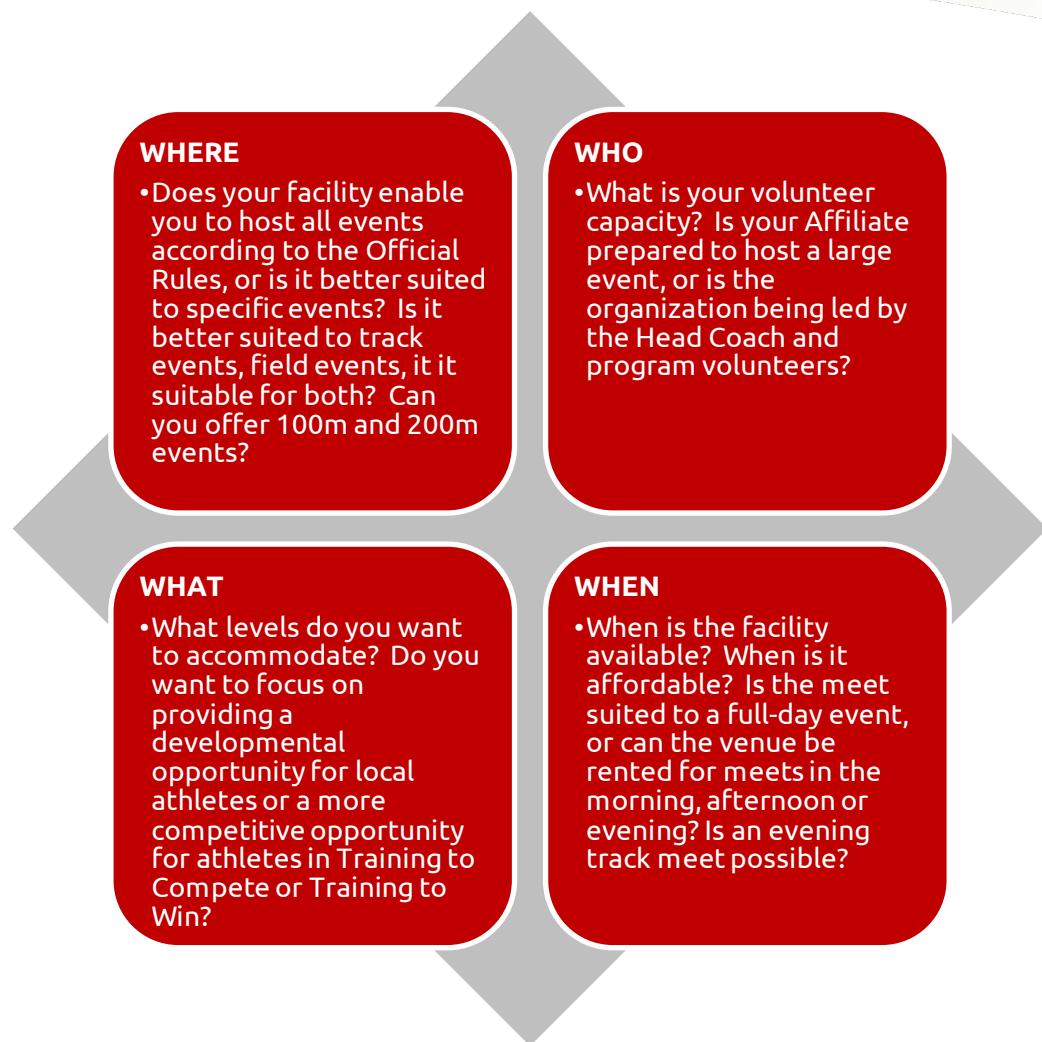 WHERE
•Does your facility enable
you to host all events
according to the Official
Rules, or is it better suited
to specific events?  Is it
better suited to track
events, field events, it it
suitable for both?  Can
you offer 100m and 200m
events?
WHO
•What is your volunteer
capacity?  Is your Affiliate
prepared to host a large
event, or is the
organization being led by
the Head Coach and
program volunteers?
WHAT
•What levels do you want
to accommodate?  Do you
want to focus on
providing a
developmental
opportunity for local
athletes or a more
competitive opportunity
for athletes in Training to
Compete or Training to
Win?
WHEN
•When is the facility
available?  When is it
affordable?  Is the meet
suited to a full-day event,
or can the venue be
rented for meets in the
morning, afternoon or
evening? Is an evening
track meet possible?